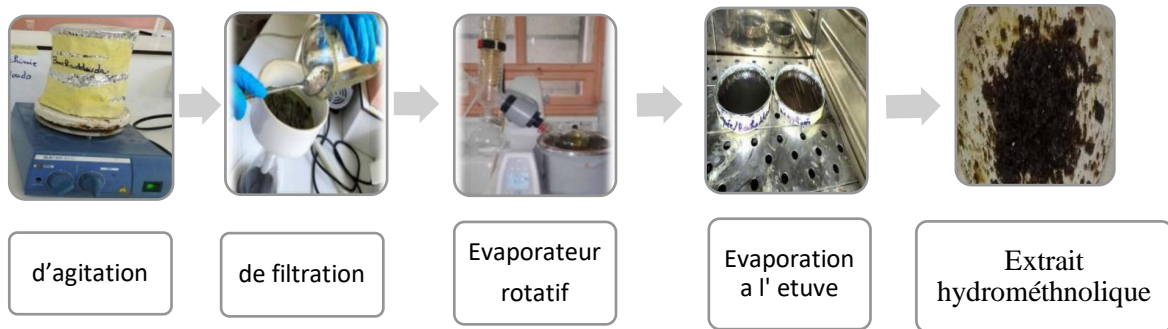 d’agitation
de filtration
Evaporateur
rotatif
Evaporation
a l' etuve
Extrait
hydrométhnolique